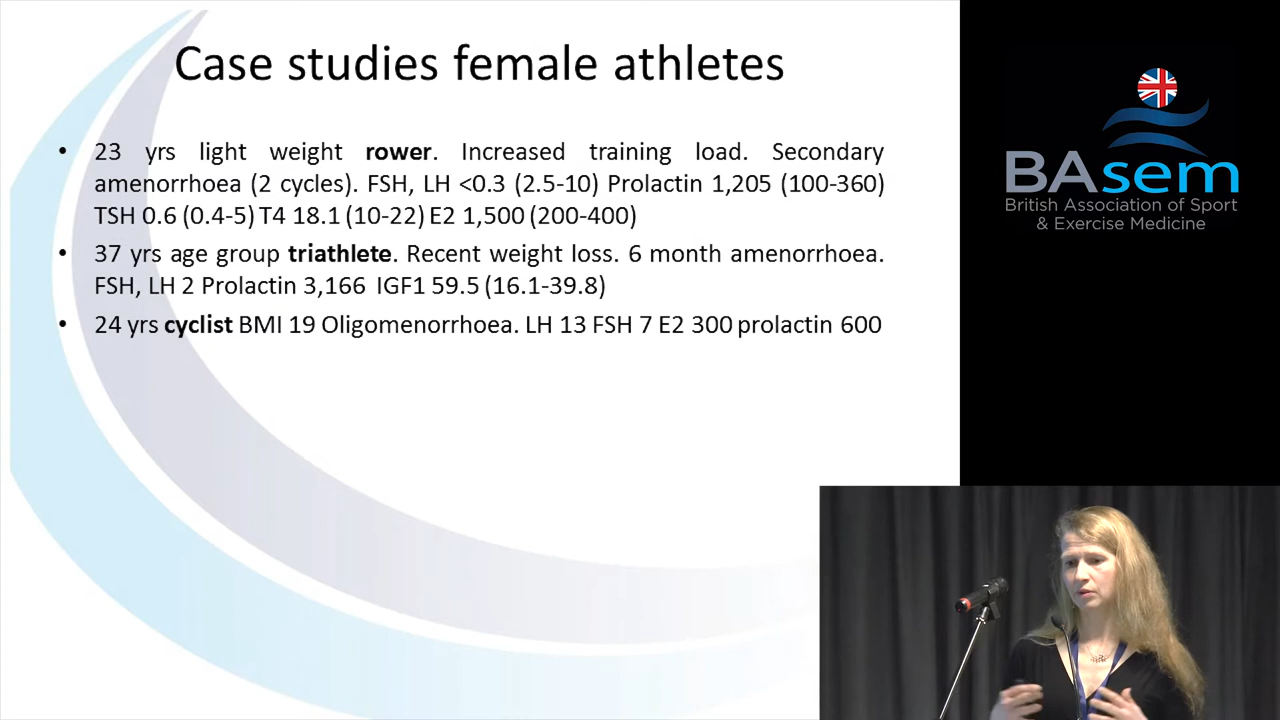 Case studies female athletes
• 23 yrs light weight rower. Increased training load. Secondary
amenorrhoea (2 cycles). FSH, LH <0.3 (2.5-10) Prolactin 1,205 (100-360)
TSH 0.6 (0.4-5) T4 18.1 (10-22) E2 1,500 (200-400)
• 37 yrs age group triathlete. Recent weight loss. 6 month amenorrhoea.
FSH, LH 2 Prolactin 3,166 IGF1 59.5 (16.1-39.8)
• 24 yrs cyclist BMI 19 Oligomenorrhoea. LH 13 FSH 7 E2 300 prolactin 600
BAsem
British Association of Sport
& Exercise Medicine